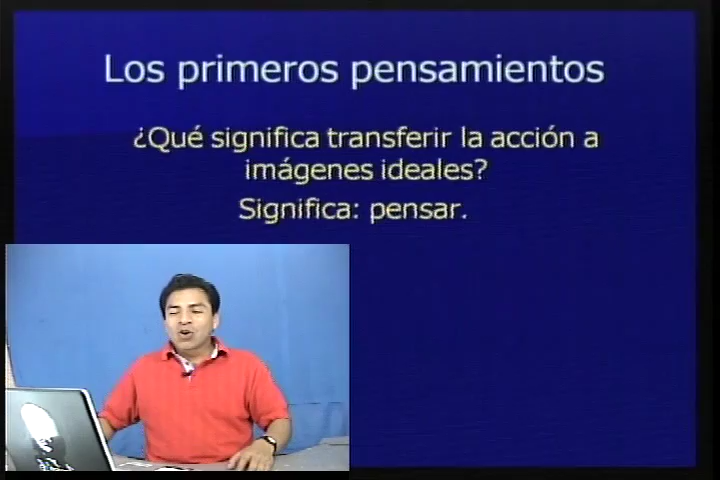 Los primeros pensamientos
¿Qué significa transferir la acción a
imágenes ideales?
Significa: pensar.